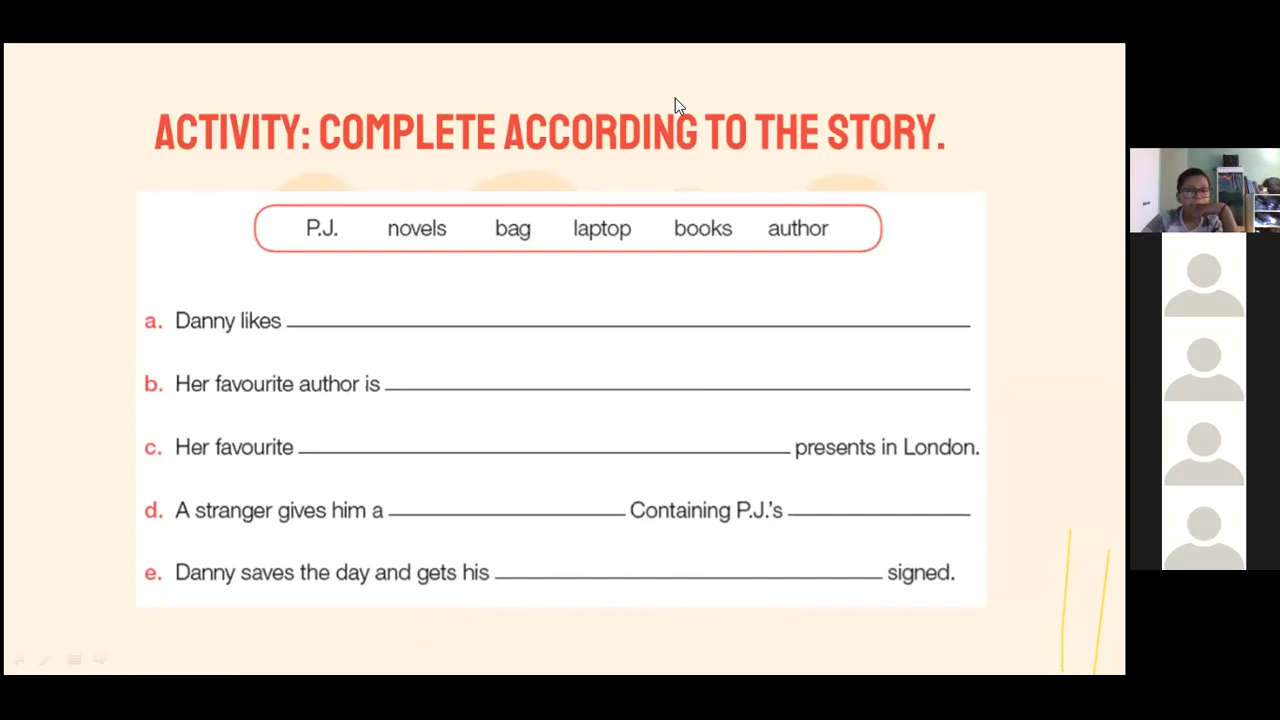 ACTIVITY: COMPLETE ACCORDING TO THE STORY.
P.J. novels bag laptop books author
a. Danny likes
b. Her favourite author is
c. Her favourite presents in London.
d. A stranger gives him a Containing P.J.'s
e. Danny saves the day and gets his signed.